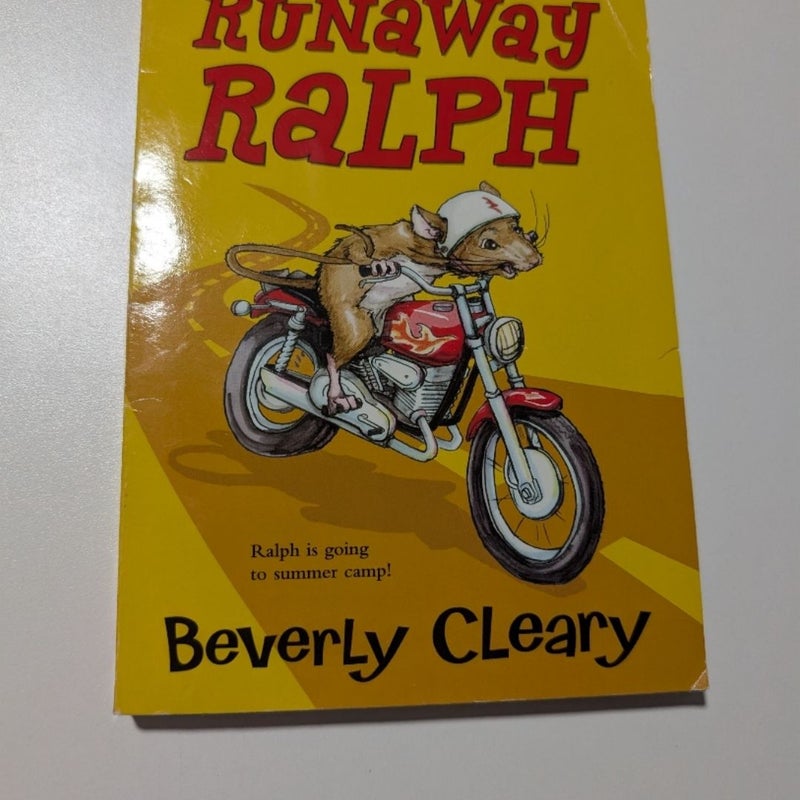 RUNAWAY
RALPH
Ralph is going
to summer camp!
Beverly Cleary